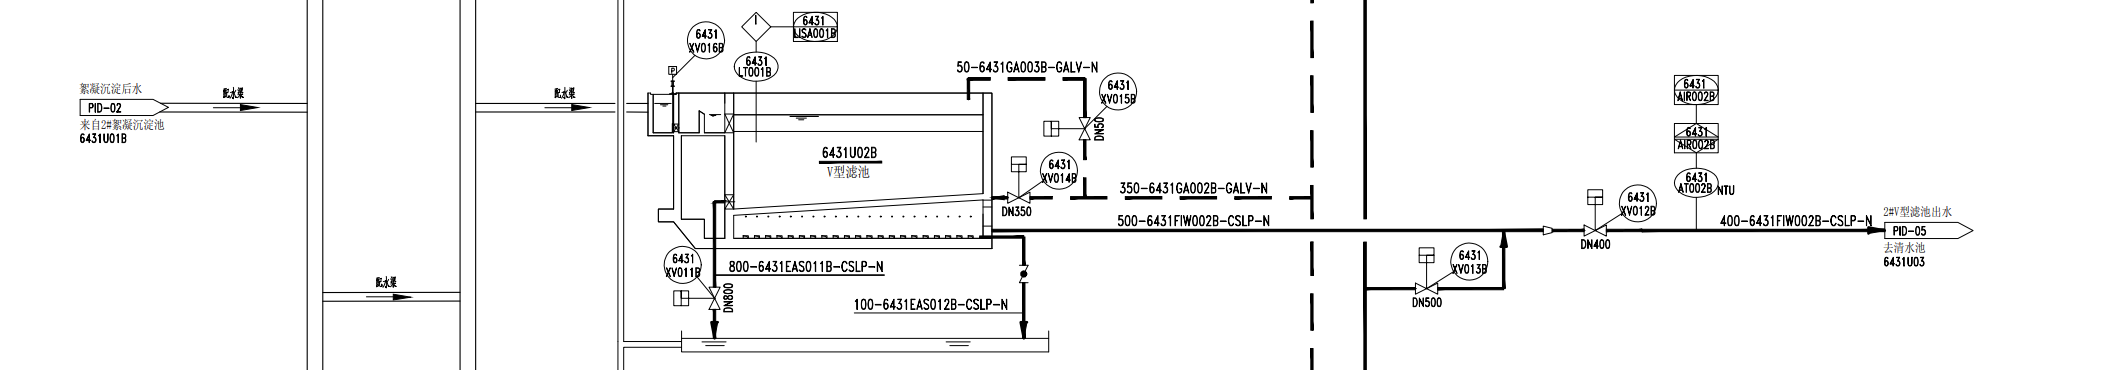 6431
LISA001B
6431
XV016B
P
I
6431
LT001B
50-6431GA003B-GALV-N
6431
XV015B
DN50
6431
AIR002B
6431
AIR002B
6431
AT002B
NTU
絮凝沉淀后水
PID-02
来自2#絮凝沉淀池
6431U01B
配水渠
配水渠
配水渠
6431U02B
V型滤池
6431
XV014B
DN350
350-6431GA002B-GALV-N
500-6431FIW002B-CSLP-N
6431
XV012B
DN400
400-6431FIW002B-CSLP-N
2#V型滤池出水
PID-05
去清水池
6431U03
6431
XV011B
DN800
800-6431EAS011B-CSLP-N
100-6431EAS012B-CSLP-N
6431
XV013B
DN500